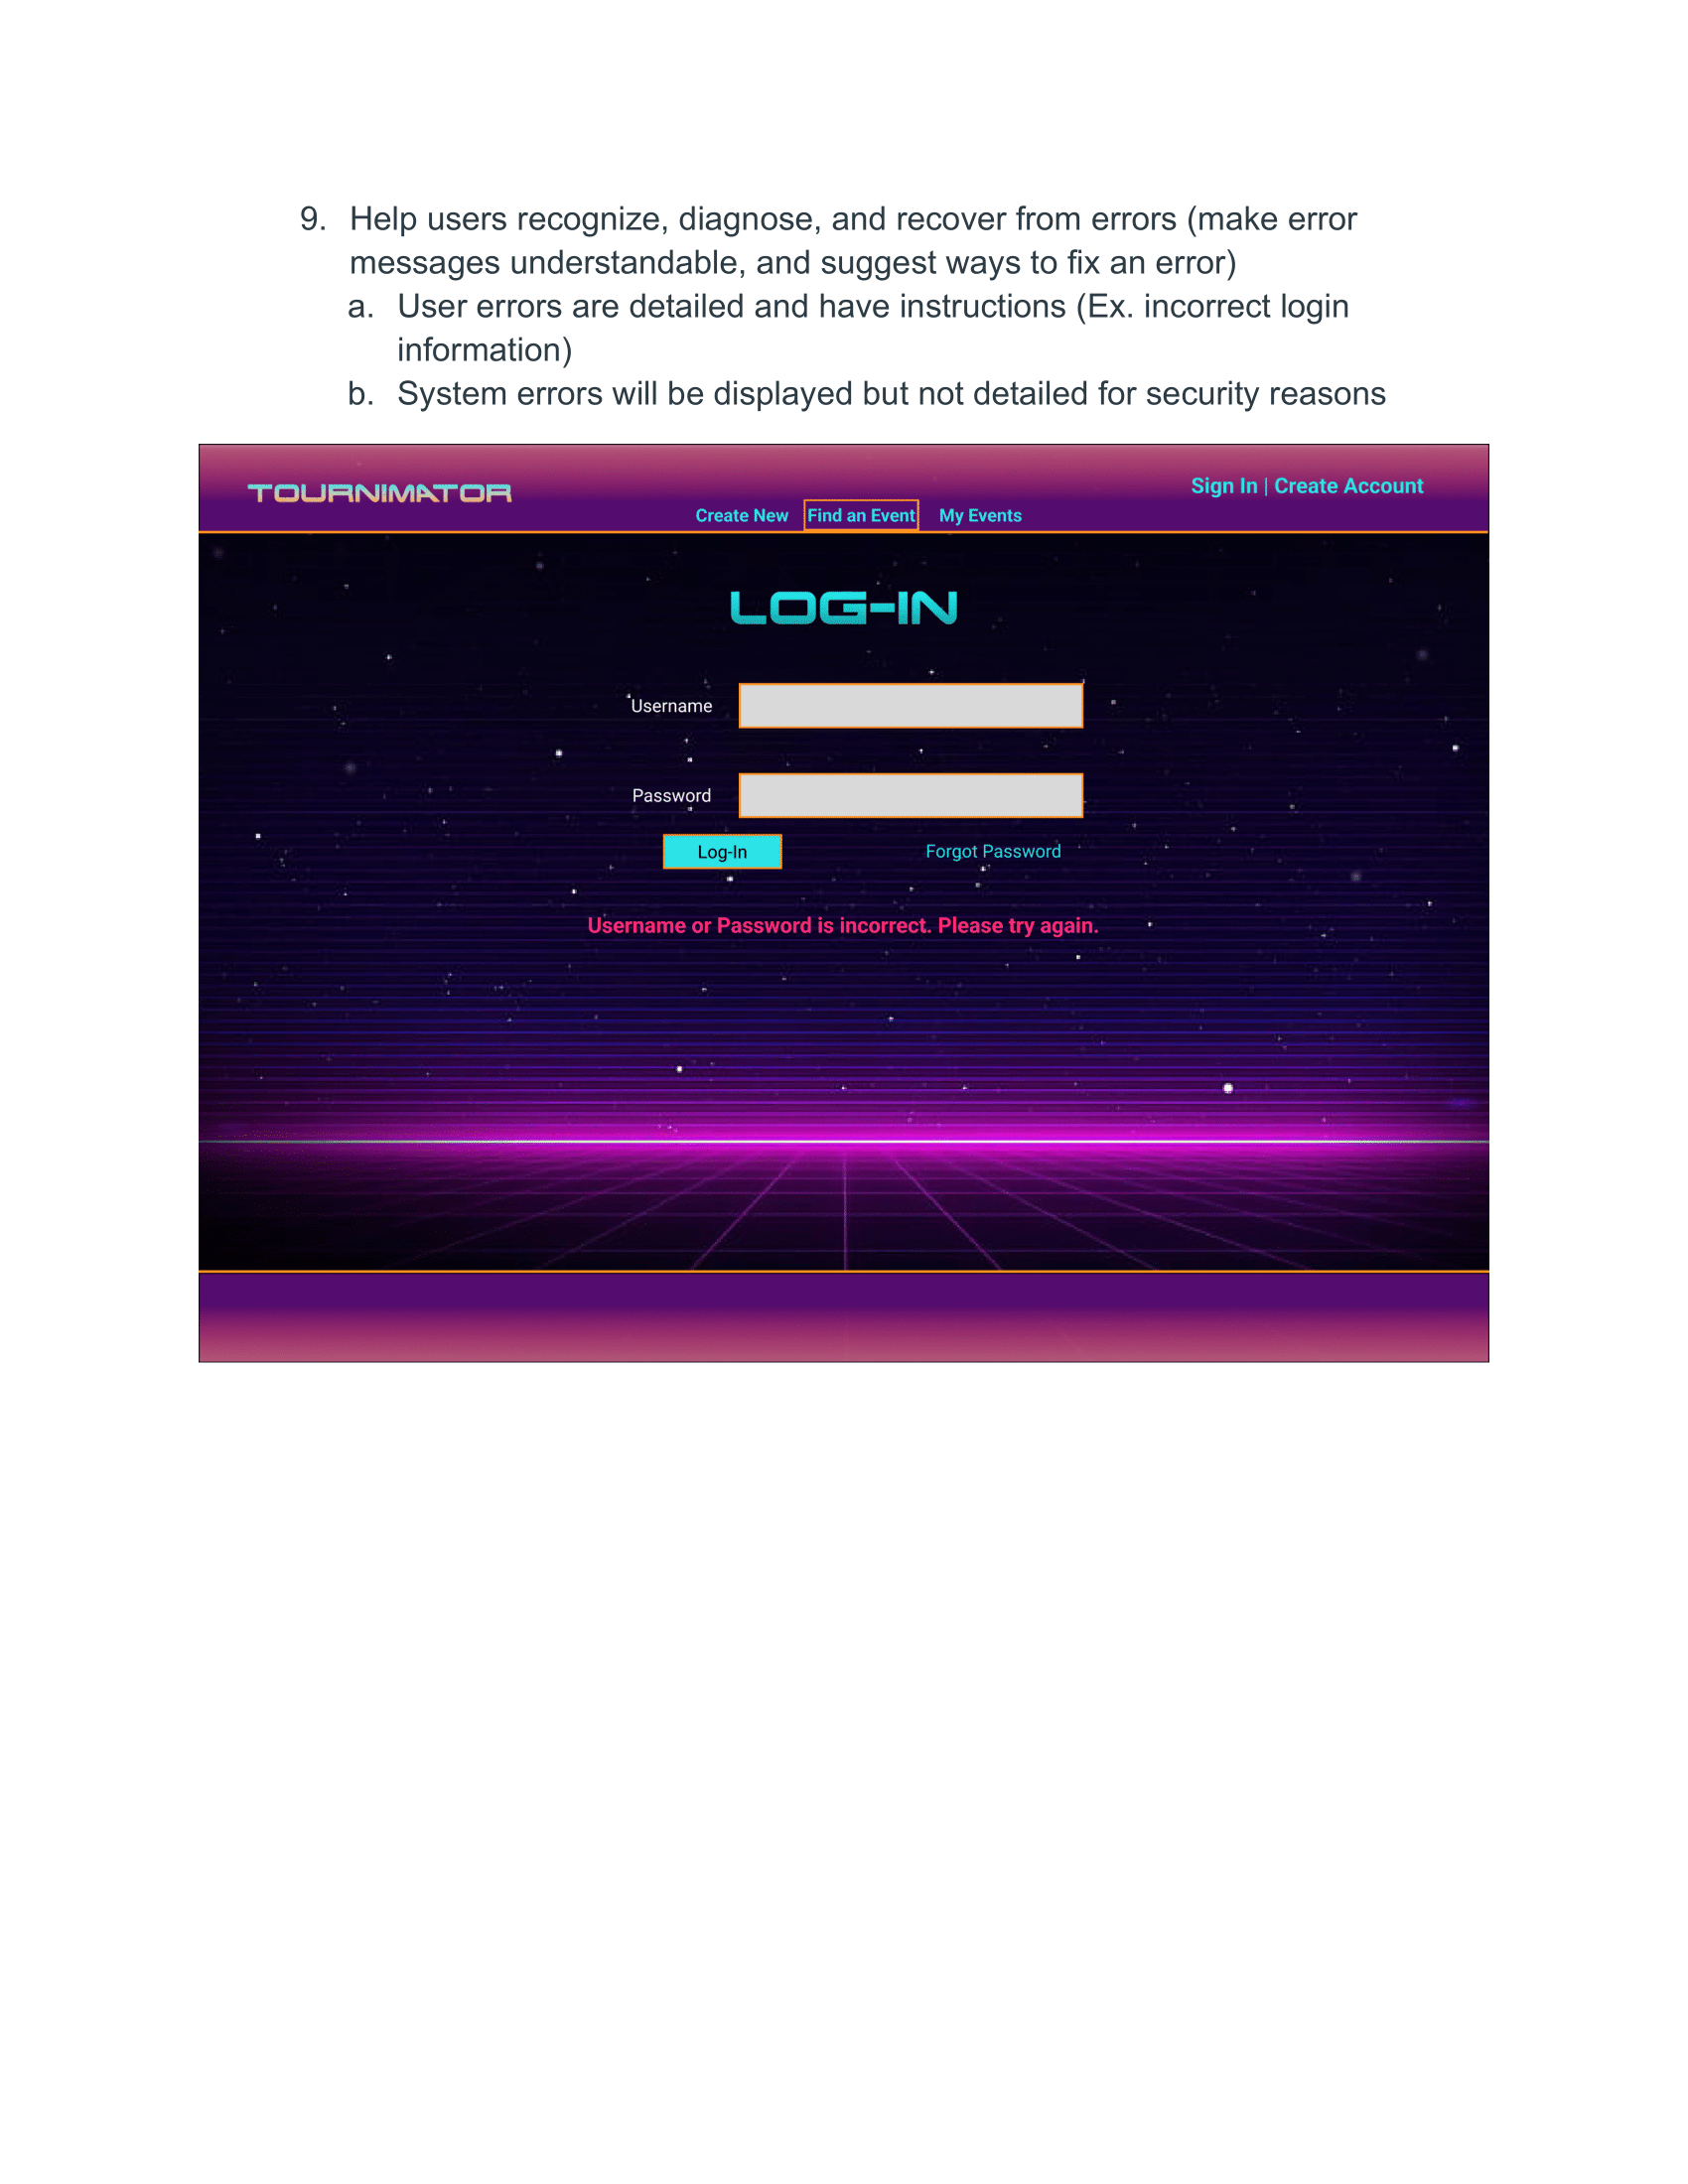 9. Help users recognize, diagnose, and recover from errors (make error
messages understandable, and suggest ways to fix an error)
a. User errors are detailed and have instructions (Ex. incorrect login
information)
b. System errors will be displayed but not detailed for security reasons
TOURNIMATOR
Sign In | Create Account
Create New Find an Event My Events
LOG-IN
Username
Password
Log-In Forgot Password
Username or Password is incorrect. Please try again.